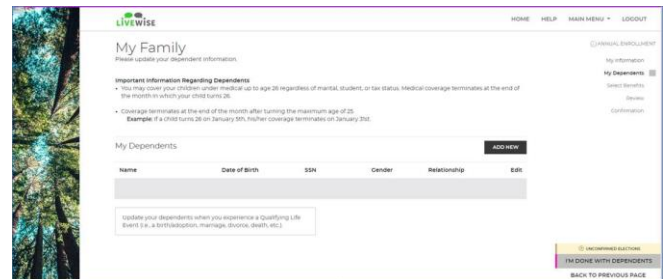 LIVEWISE
HOME HELP MAIN MENU LOGOUT
My Family
Please update your dependent information.
ANNUAL ENROLLMENT
My Information
My Dependents
Select Benefits
Review
Confirmation
Important Information Regarding Dependents
• You may cover your children under medical up to age 26 regardless of marital, student, or tax status. Medical coverage terminates at the end of
the month in which your child turns 26.
• Coverage terminates at the end of the month after turning the maximum age of 25.
Example: If a child turns 26 on January 5th, his/her coverage terminates on January 31st.
My Dependents
ADD NEW
Name Date of Birth SSN Gender Relationship Edit
Update your dependents when you experience a Qualifying Life
Event (i.e., a birth/adoption, marriage, divorce, death, etc.)
UNCONFIRMED ELECTIONS
I'M DONE WITH DEPENDENTS
BACK TO PREVIOUS PAGE